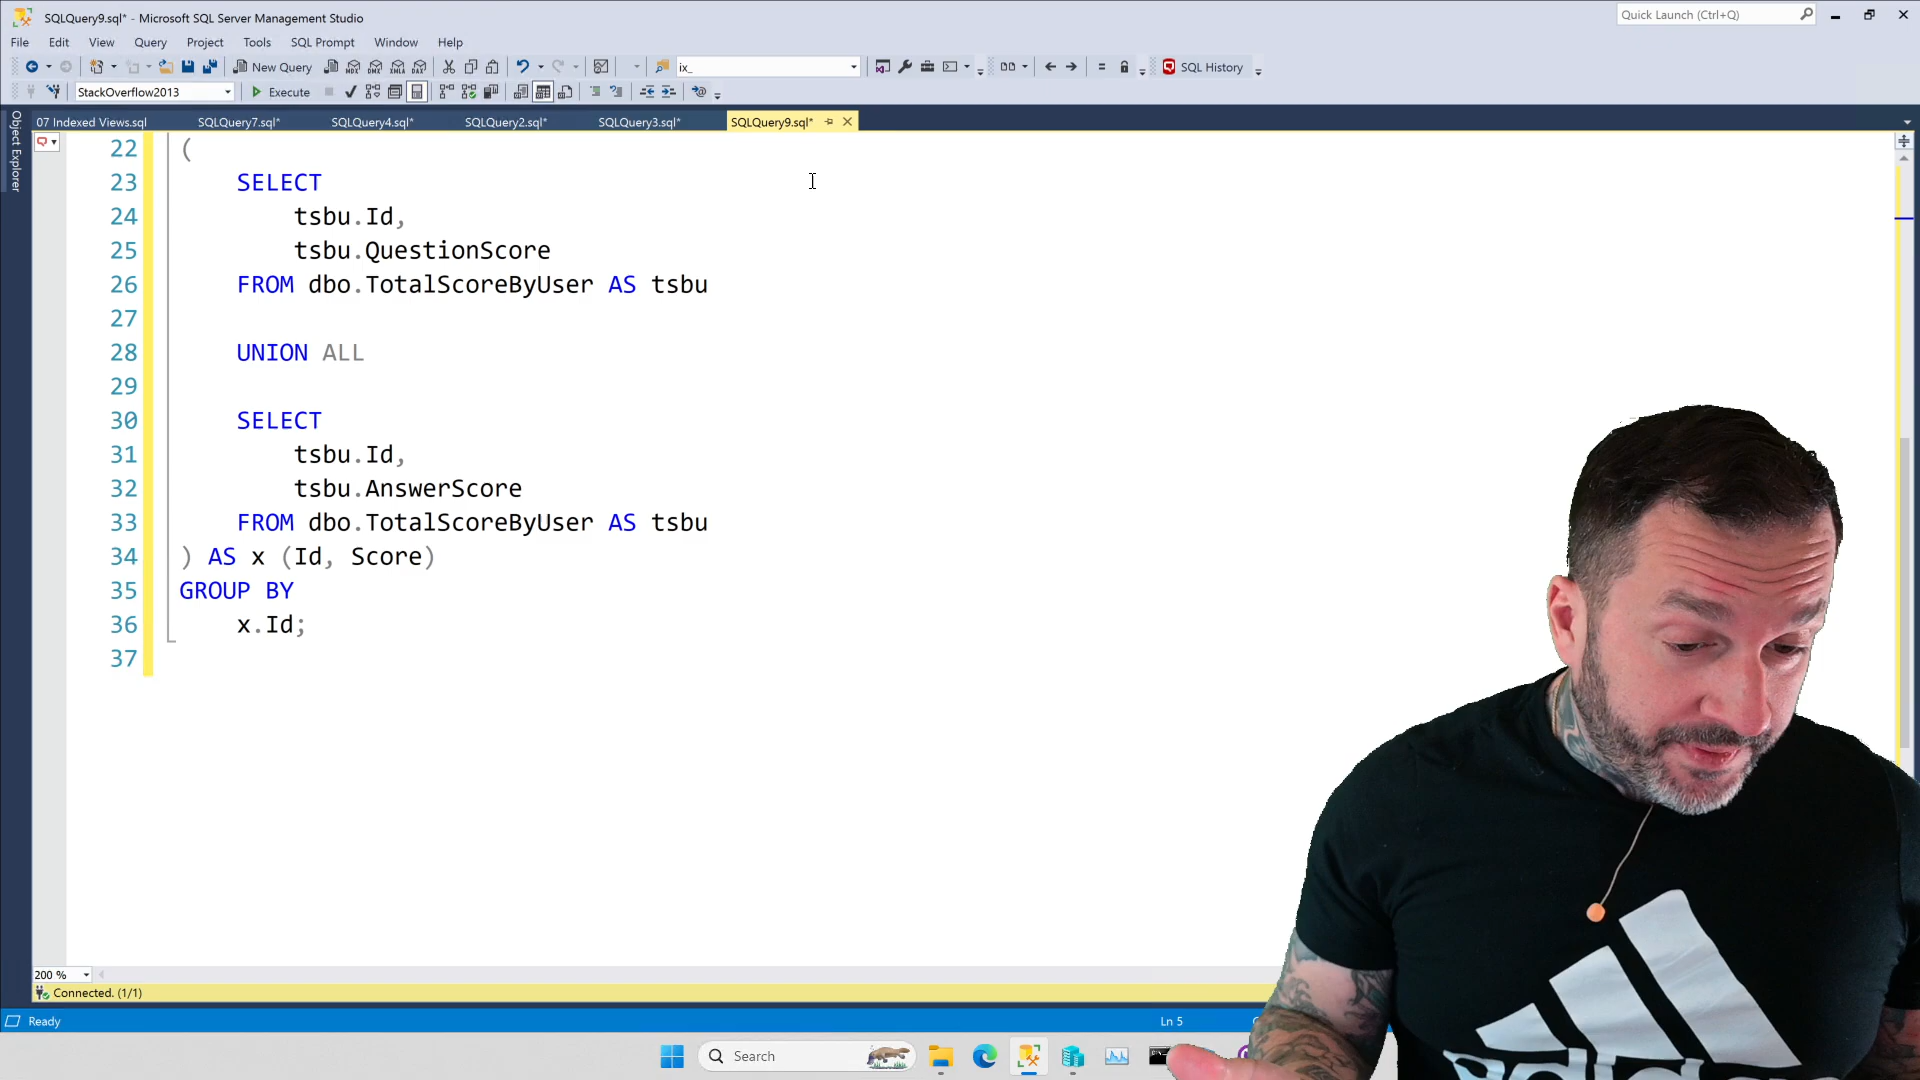 SQLQuery9.sql* - Microsoft SQL Server Management Studio
Quick Launch (Ctrl+Q)
File Edit View Query Project Tools SQL Prompt Window Help
New Query
MDX DMX XMLA DAX
ix_
SQL History
StackOverflow2013
Execute
Object Explorer
07 Indexed Views.sql SQLQuery7.sql* SQLQuery4.sql* SQLQuery2.sql* SQLQuery3.sql* SQLQuery9.sql*
22 (
23 SELECT
24 tsbu.Id,
25 tsbu.QuestionScore
26 FROM dbo.TotalScoreByUser AS tsbu
27
28 UNION ALL
29
30 SELECT
31 tsbu.Id,
32 tsbu.AnswerScore
33 FROM dbo.TotalScoreByUser AS tsbu
34 ) AS x (Id, Score)
35 GROUP BY
36 x.Id;
37
200 %
Connected. (1/1)
Ready
Ln 5
Search
adidas